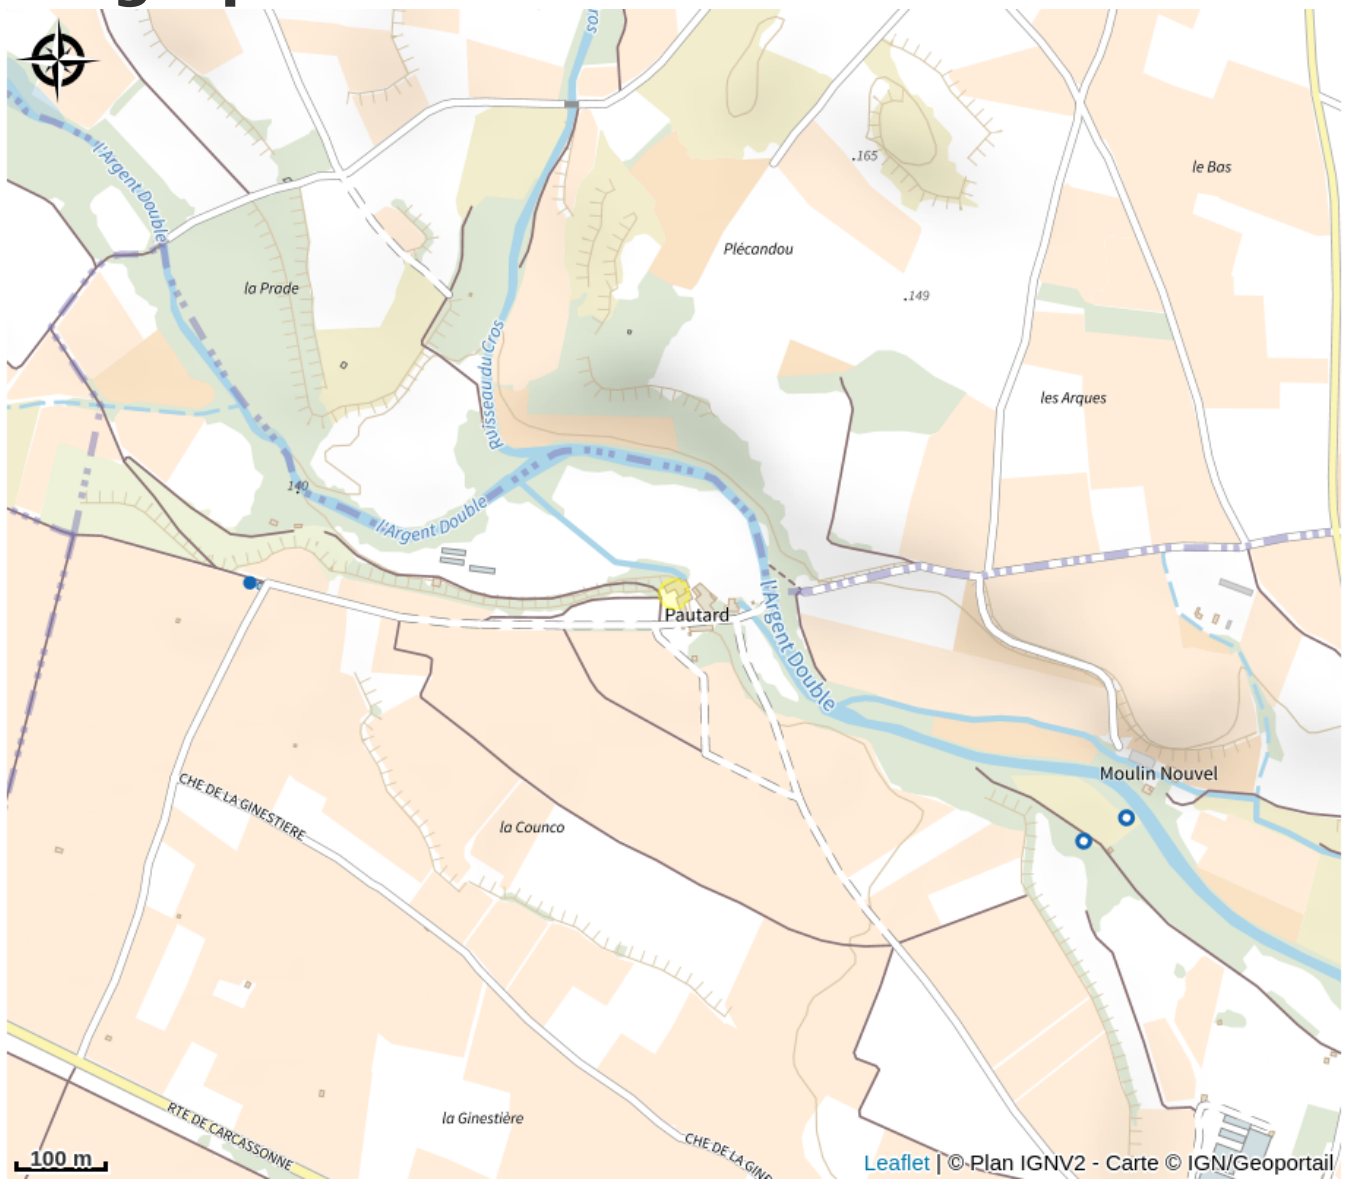 sou
l'Argent Double
.165
le Bas
Plécandou
la Prade
.149
Ruisseau du Cros
les Arques
140
l'Argent Double
l'Argent Double
Pautard
Moulin Nouvel
CHE DE LA GINESTIERE
la Counco
la Ginestière
RTE DE CARCASSONNE
CHE DE LA GINE
100 m
Leaflet | © Plan IGNV2 - Carte © IGN/Geoportail